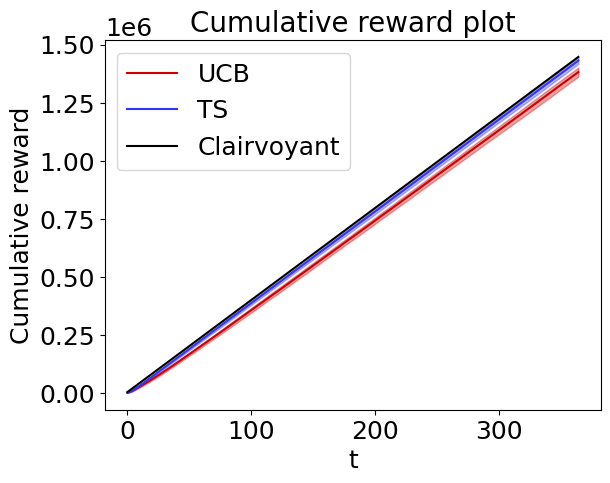 Cumulative reward plot
1e6
1.50
1.25
1.00
0.75
0.50
0.25
0.00
Cumulative reward
UCB
TS
Clairvoyant
0 100 200 300
t